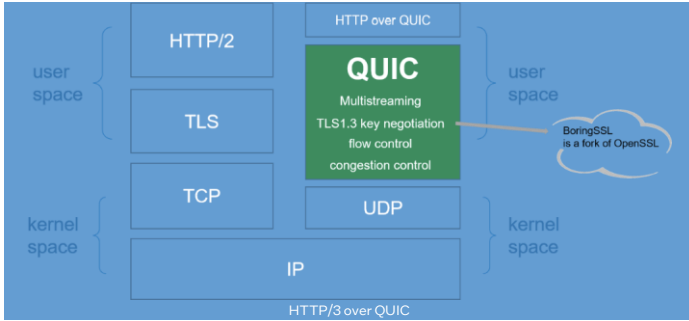 HTTP/2
HTTP over QUIC
user
space
QUIC
Multistreaming
TLS1.3 key negotiation
flow control
congestion control
user
space
TLS
BoringSSL
is a fork of OpenSSL
TCP
UDP
kernel
space
kernel
space
IP
HTTP/3 over QUIC